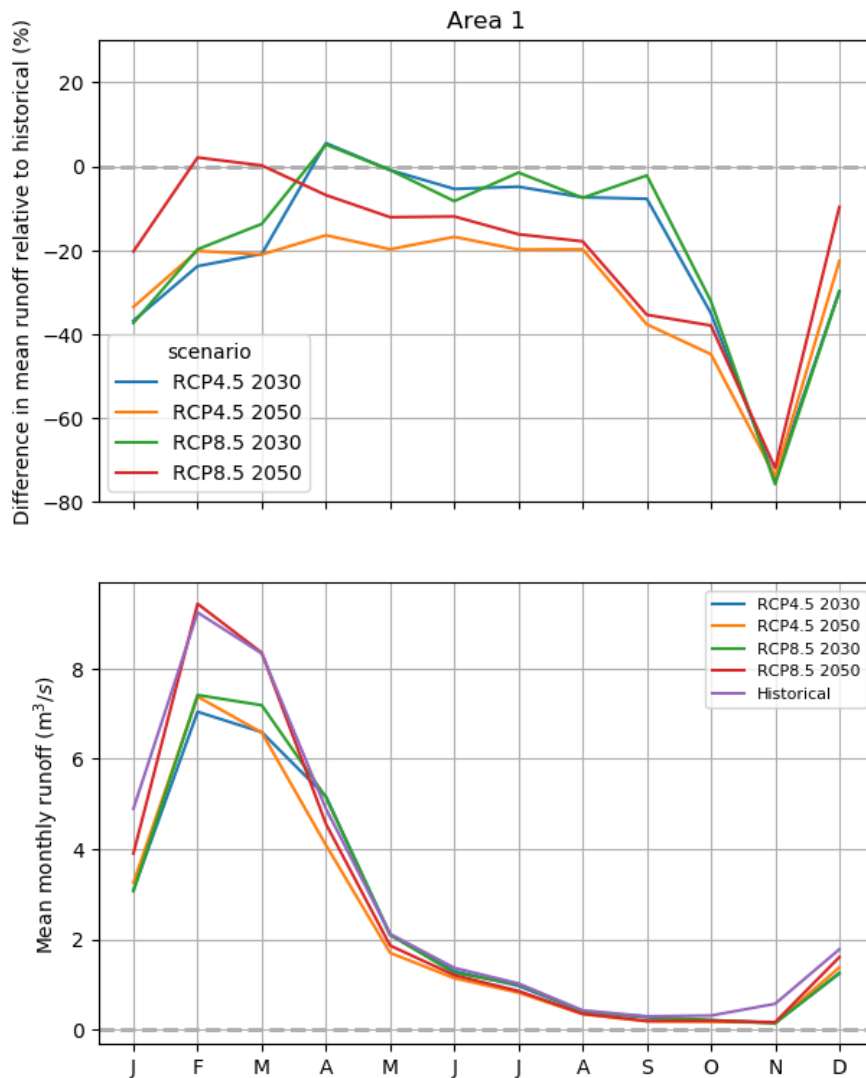 Area 1
Difference in mean runoff relative to historical (%)
20
0
−20
−40
−60
−80
scenario
RCP4.5 2030
RCP4.5 2050
RCP8.5 2030
RCP8.5 2050
Mean monthly runoff (m³/s)
8
6
4
2
0
RCP4.5 2030
RCP4.5 2050
RCP8.5 2030
RCP8.5 2050
Historical
J F M A M J J A S O N D